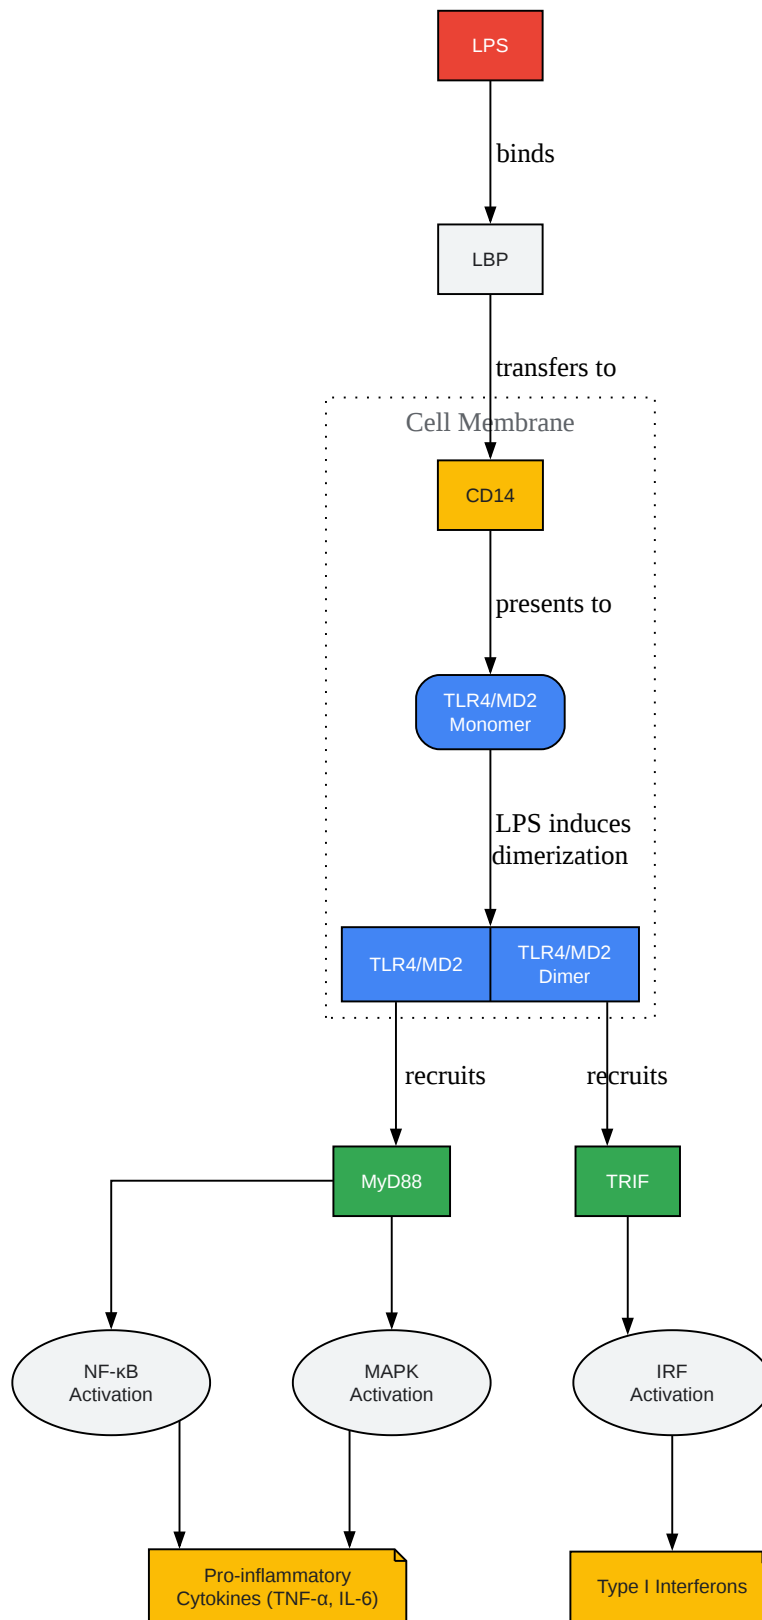 LPS
binds
LBP
transfers to
Cell Membrane
CD14
presents to
TLR4/MD2
Monomer
LPS induces
dimerization
TLR4/MD2
TLR4/MD2
Dimer
recruits
recruits
MyD88
TRIF
NF-κB
Activation
MAPK
Activation
IRF
Activation
Pro-inflammatory
Cytokines (TNF-α, IL-6)
Type I Interferons